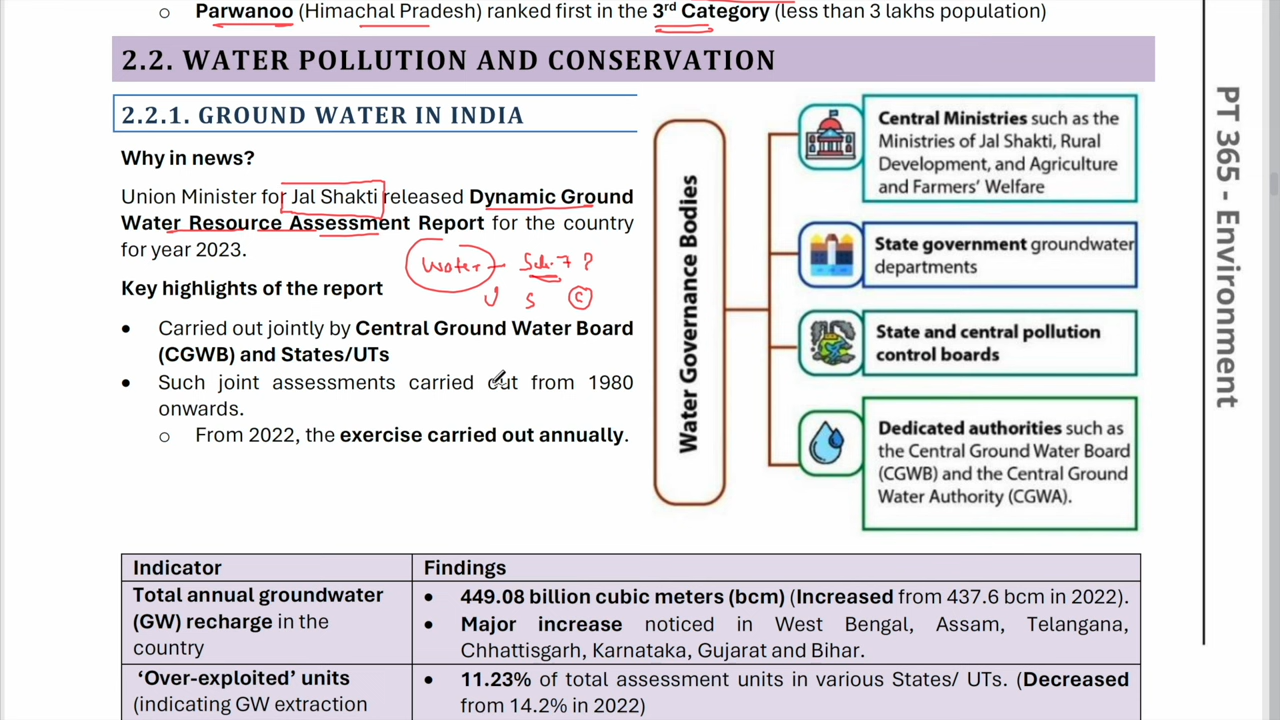 o Parwanoo (Himachal Pradesh) ranked first in the 3rd Category (less than 3 lakhs population)
2.2. WATER POLLUTION AND CONSERVATION
2.2.1. GROUND WATER IN INDIA
Why in news?
Union Minister for Jal Shakti released Dynamic Ground
Water Resource Assessment Report for the country
for year 2023.
Water - Sch. 7 ?
U S C
Key highlights of the report
• Carried out jointly by Central Ground Water Board
(CGWB) and States/UTs
• Such joint assessments carried out from 1980
onwards.
o From 2022, the exercise carried out annually.
Water Governance Bodies
Central Ministries such as the
Ministries of Jal Shakti, Rural
Development, and Agriculture
and Farmers' Welfare
State government groundwater
departments
State and central pollution
control boards
Dedicated authorities such as
the Central Ground Water Board
(CGWB) and the Central Ground
Water Authority (CGWA).
PT 365 - Environment
Indicator Findings
Total annual groundwater
(GW) recharge in the
country
• 449.08 billion cubic meters (bcm) (Increased from 437.6 bcm in 2022).
• Major increase noticed in West Bengal, Assam, Telangana,
Chhattisgarh, Karnataka, Gujarat and Bihar.
'Over-exploited' units
(indicating GW extraction
• 11.23% of total assessment units in various States/ UTs. (Decreased
from 14.2% in 2022)